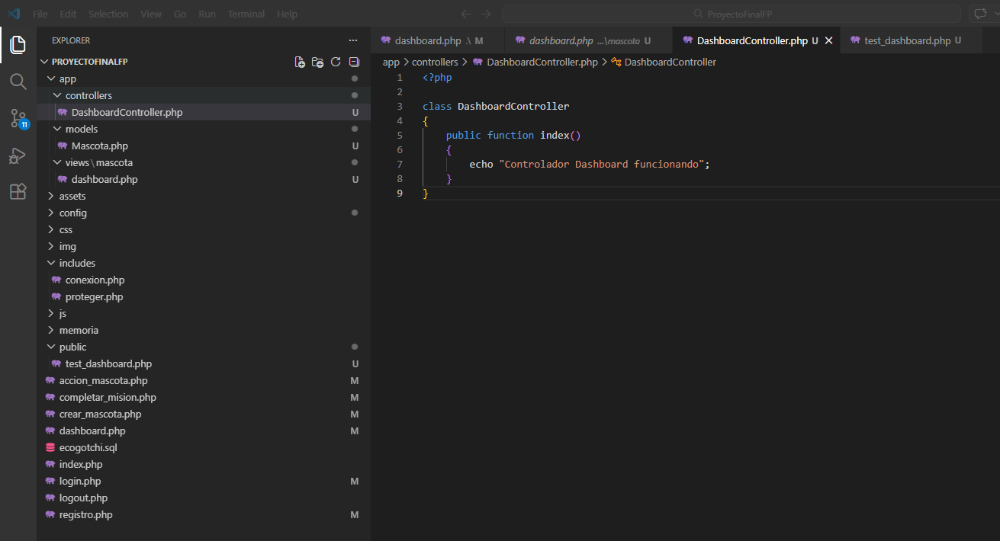 File Edit Selection View Go Run Terminal Help ProyectoFinalFP
EXPLORER
PROYECTOFINALFP
app
controllers
DashboardController.php U
models
Mascota.php U
views\mascota
dashboard.php U
assets
config
css
img
includes
conexion.php
proteger.php
js
memoria
public
test_dashboard.php U
accion_mascota.php M
completar_mision.php M
crear_mascota.php M
dashboard.php M
ecogotchi.sql
index.php
login.php M
logout.php
registro.php M
11
dashboard.php .\ M dashboard.php ...\mascota U DashboardController.php U test_dashboard.php U
app > controllers > DashboardController.php > DashboardController
1 <?php
2
3 class DashboardController
4 {
5 public function index()
6 {
7 echo "Controlador Dashboard funcionando";
8 }
9 }